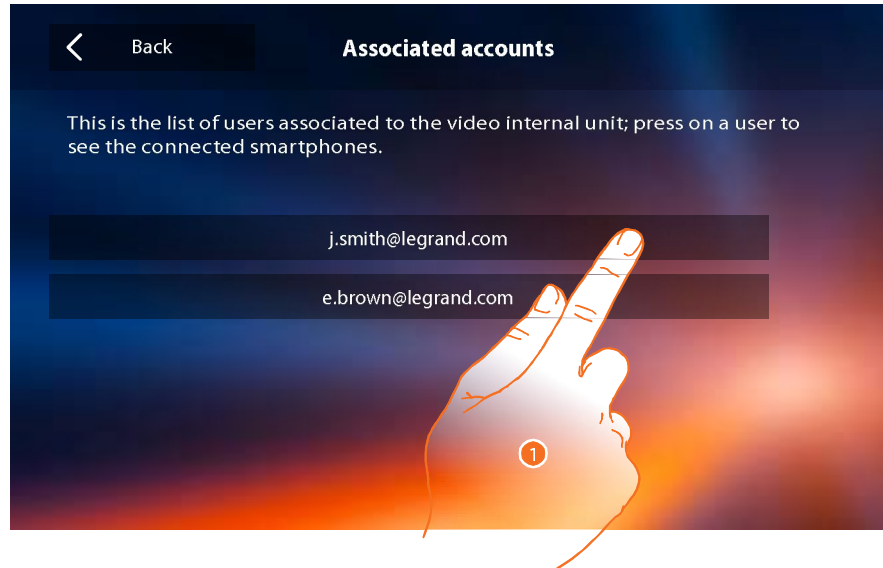 Back
Associated accounts
This is the list of users associated to the video internal unit; press on a user to
see the connected smartphones.
j.smith@legrand.com
e.brown@legrand.com
1